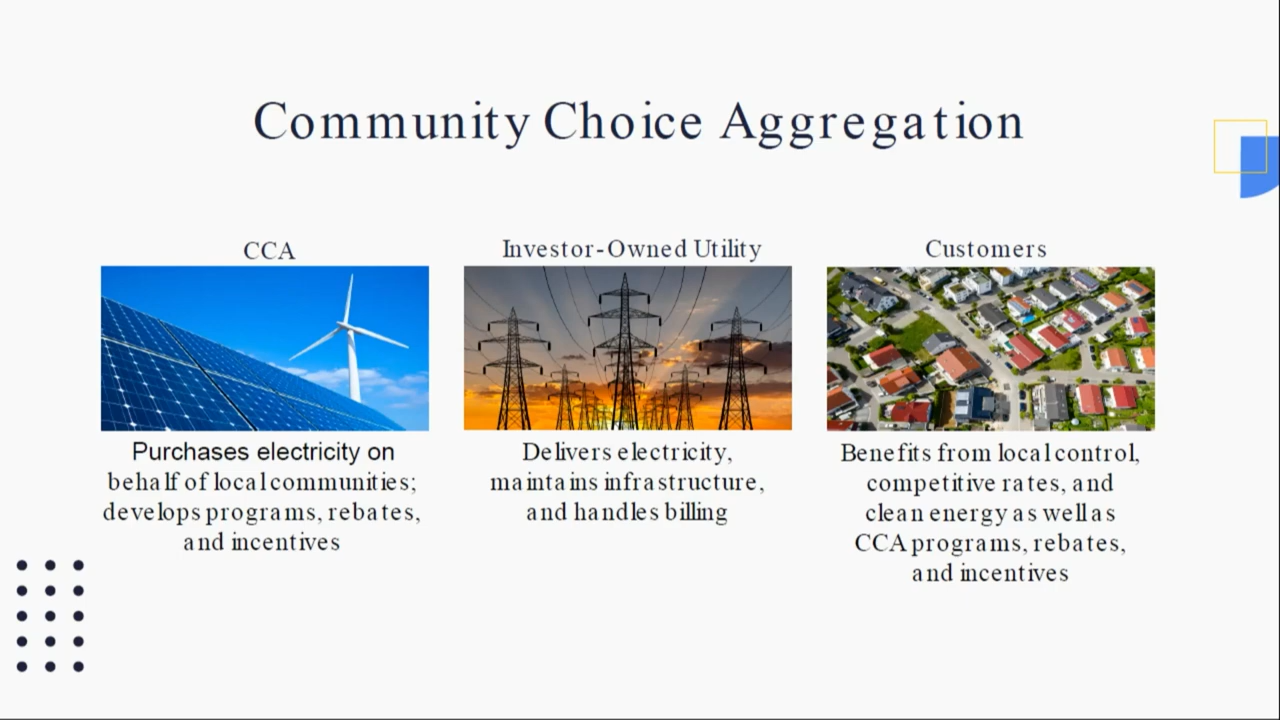 Community Choice Aggregation
CCA
Purchases electricity on
behalf of local communities;
develops programs, rebates,
and incentives
Investor-Owned Utility
Delivers electricity,
maintains infrastructure,
and handles billing
Customers
Benefits from local control,
competitive rates, and
clean energy as well as
CCA programs, rebates,
and incentives